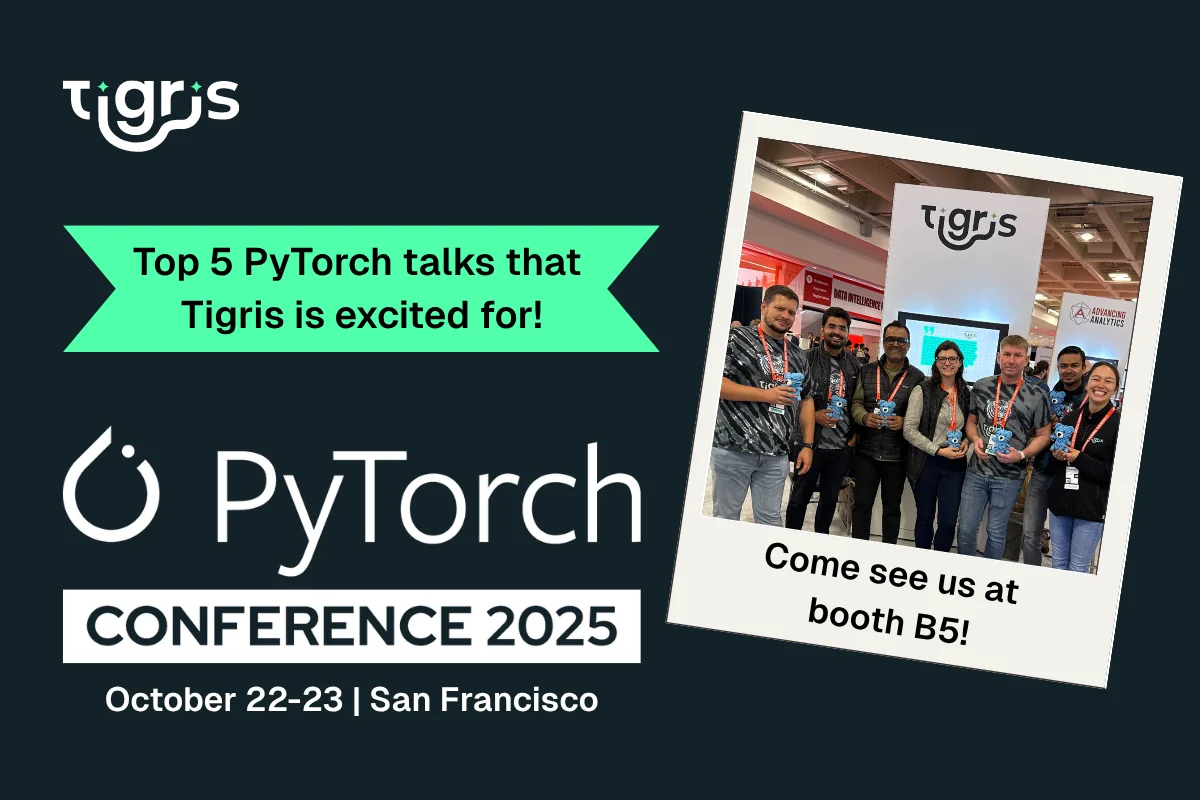 tigris
Top 5 PyTorch talks that
Tigris is excited for!
PyTorch
CONFERENCE 2025
October 22-23 | San Francisco
tigris
DATA INTELLIGENCE
ADVANCING
ANALYTICS
Come see us at
booth B5!